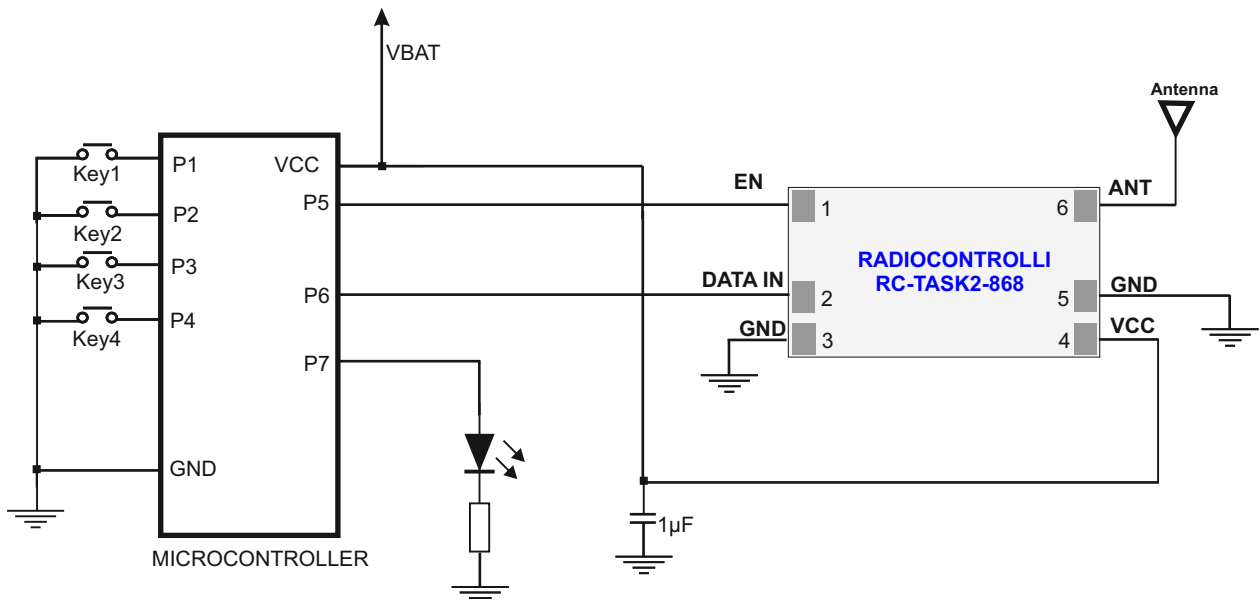 VBAT
Antenna
Key1
P1
VCC
Key2
P2
P5
Key3
P3
Key4
P4
P6
P7
GND
MICROCONTROLLER
EN
1
6
ANT
RADIOCONTROLLI
RC-TASK2-868
DATA IN
2
5
GND
GND
3
4
VCC
1µF